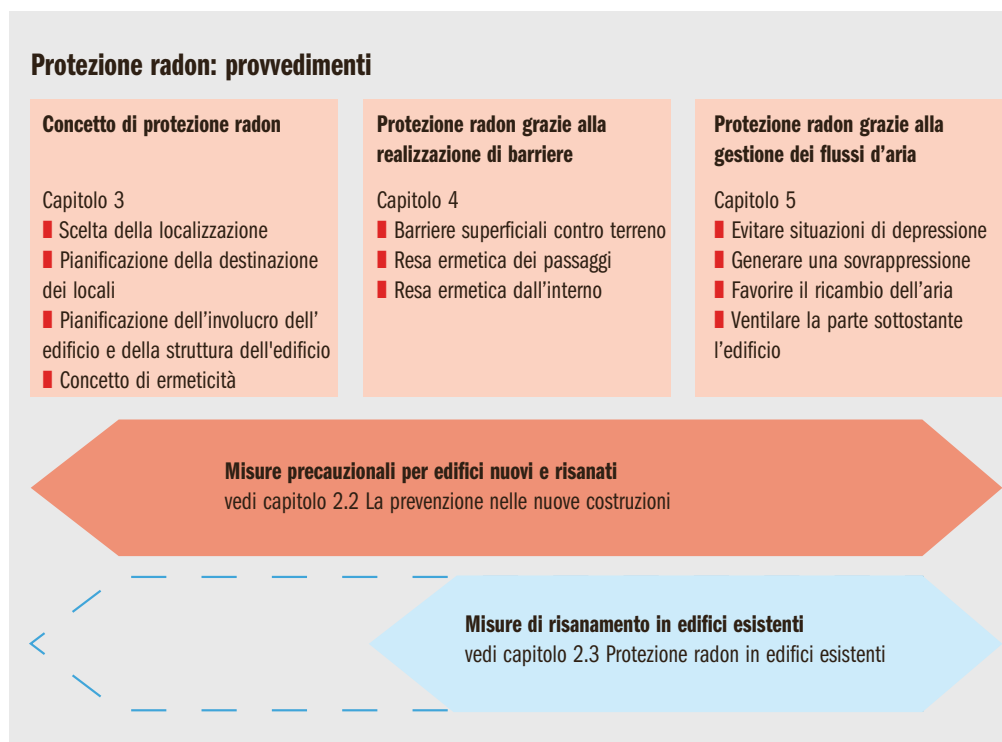 Protezione radon: provvedimenti
Concetto di protezione radon
Capitolo 3
Scelta della localizzazione
Pianificazione della destinazione
dei locali
Pianificazione dell'involucro dell'
edificio e della struttura dell'edificio
Concetto di ermeticità
Protezione radon grazie alla
realizzazione di barriere
Capitolo 4
Barriere superficiali contro terreno
Resa ermetica dei passaggi
Resa ermetica dall'interno
Protezione radon grazie alla
gestione dei flussi d'aria
Capitolo 5
Evitare situazioni di depressione
Generare una sovrappressione
Favorire il ricambio dell'aria
Ventilare la parte sottostante
l'edificio
Misure precauzionali per edifici nuovi e risanati
vedi capitolo 2.2 La prevenzione nelle nuove costruzioni
Misure di risanamento in edifici esistenti
vedi capitolo 2.3 Protezione radon in edifici esistenti